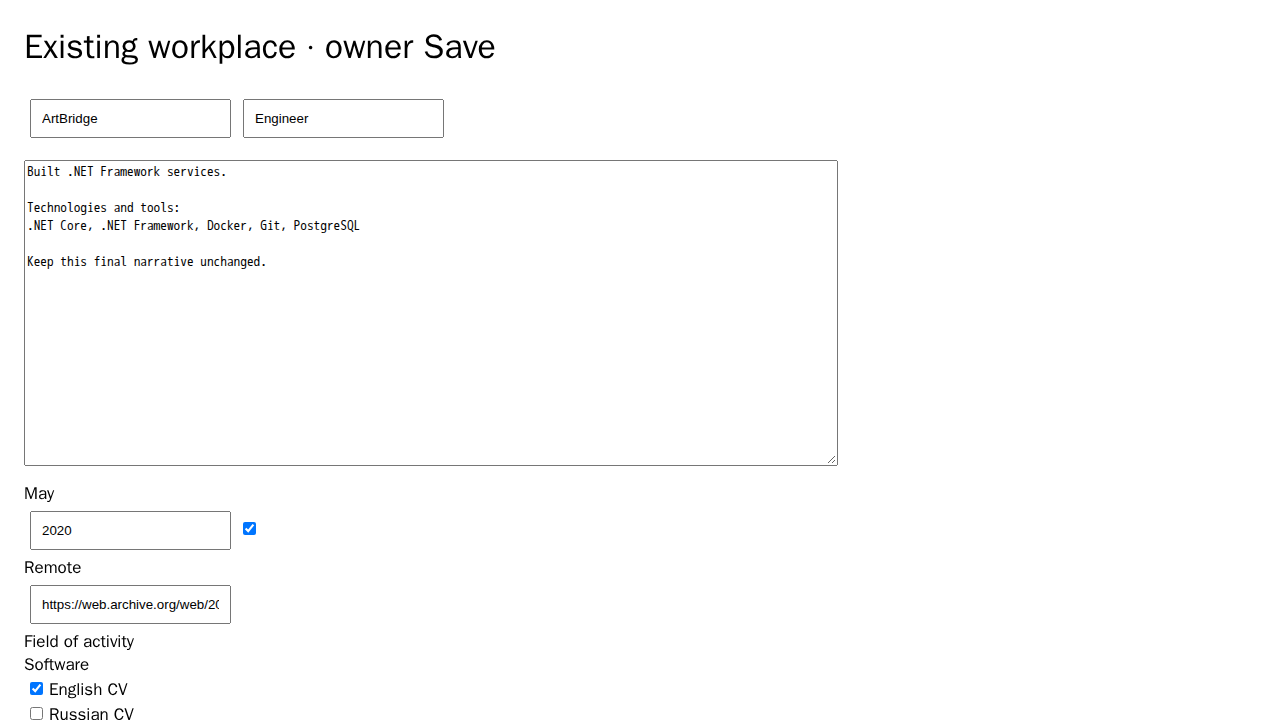 Existing workplace · owner Save
ArtBridge Engineer
Built .NET Framework services.
Technologies and tools:
.NET Core, .NET Framework, Docker, Git, PostgreSQL
Keep this final narrative unchanged.
May
2020
Remote
https://web.archive.org/web/20
Field of activity
Software
English CV
Russian CV